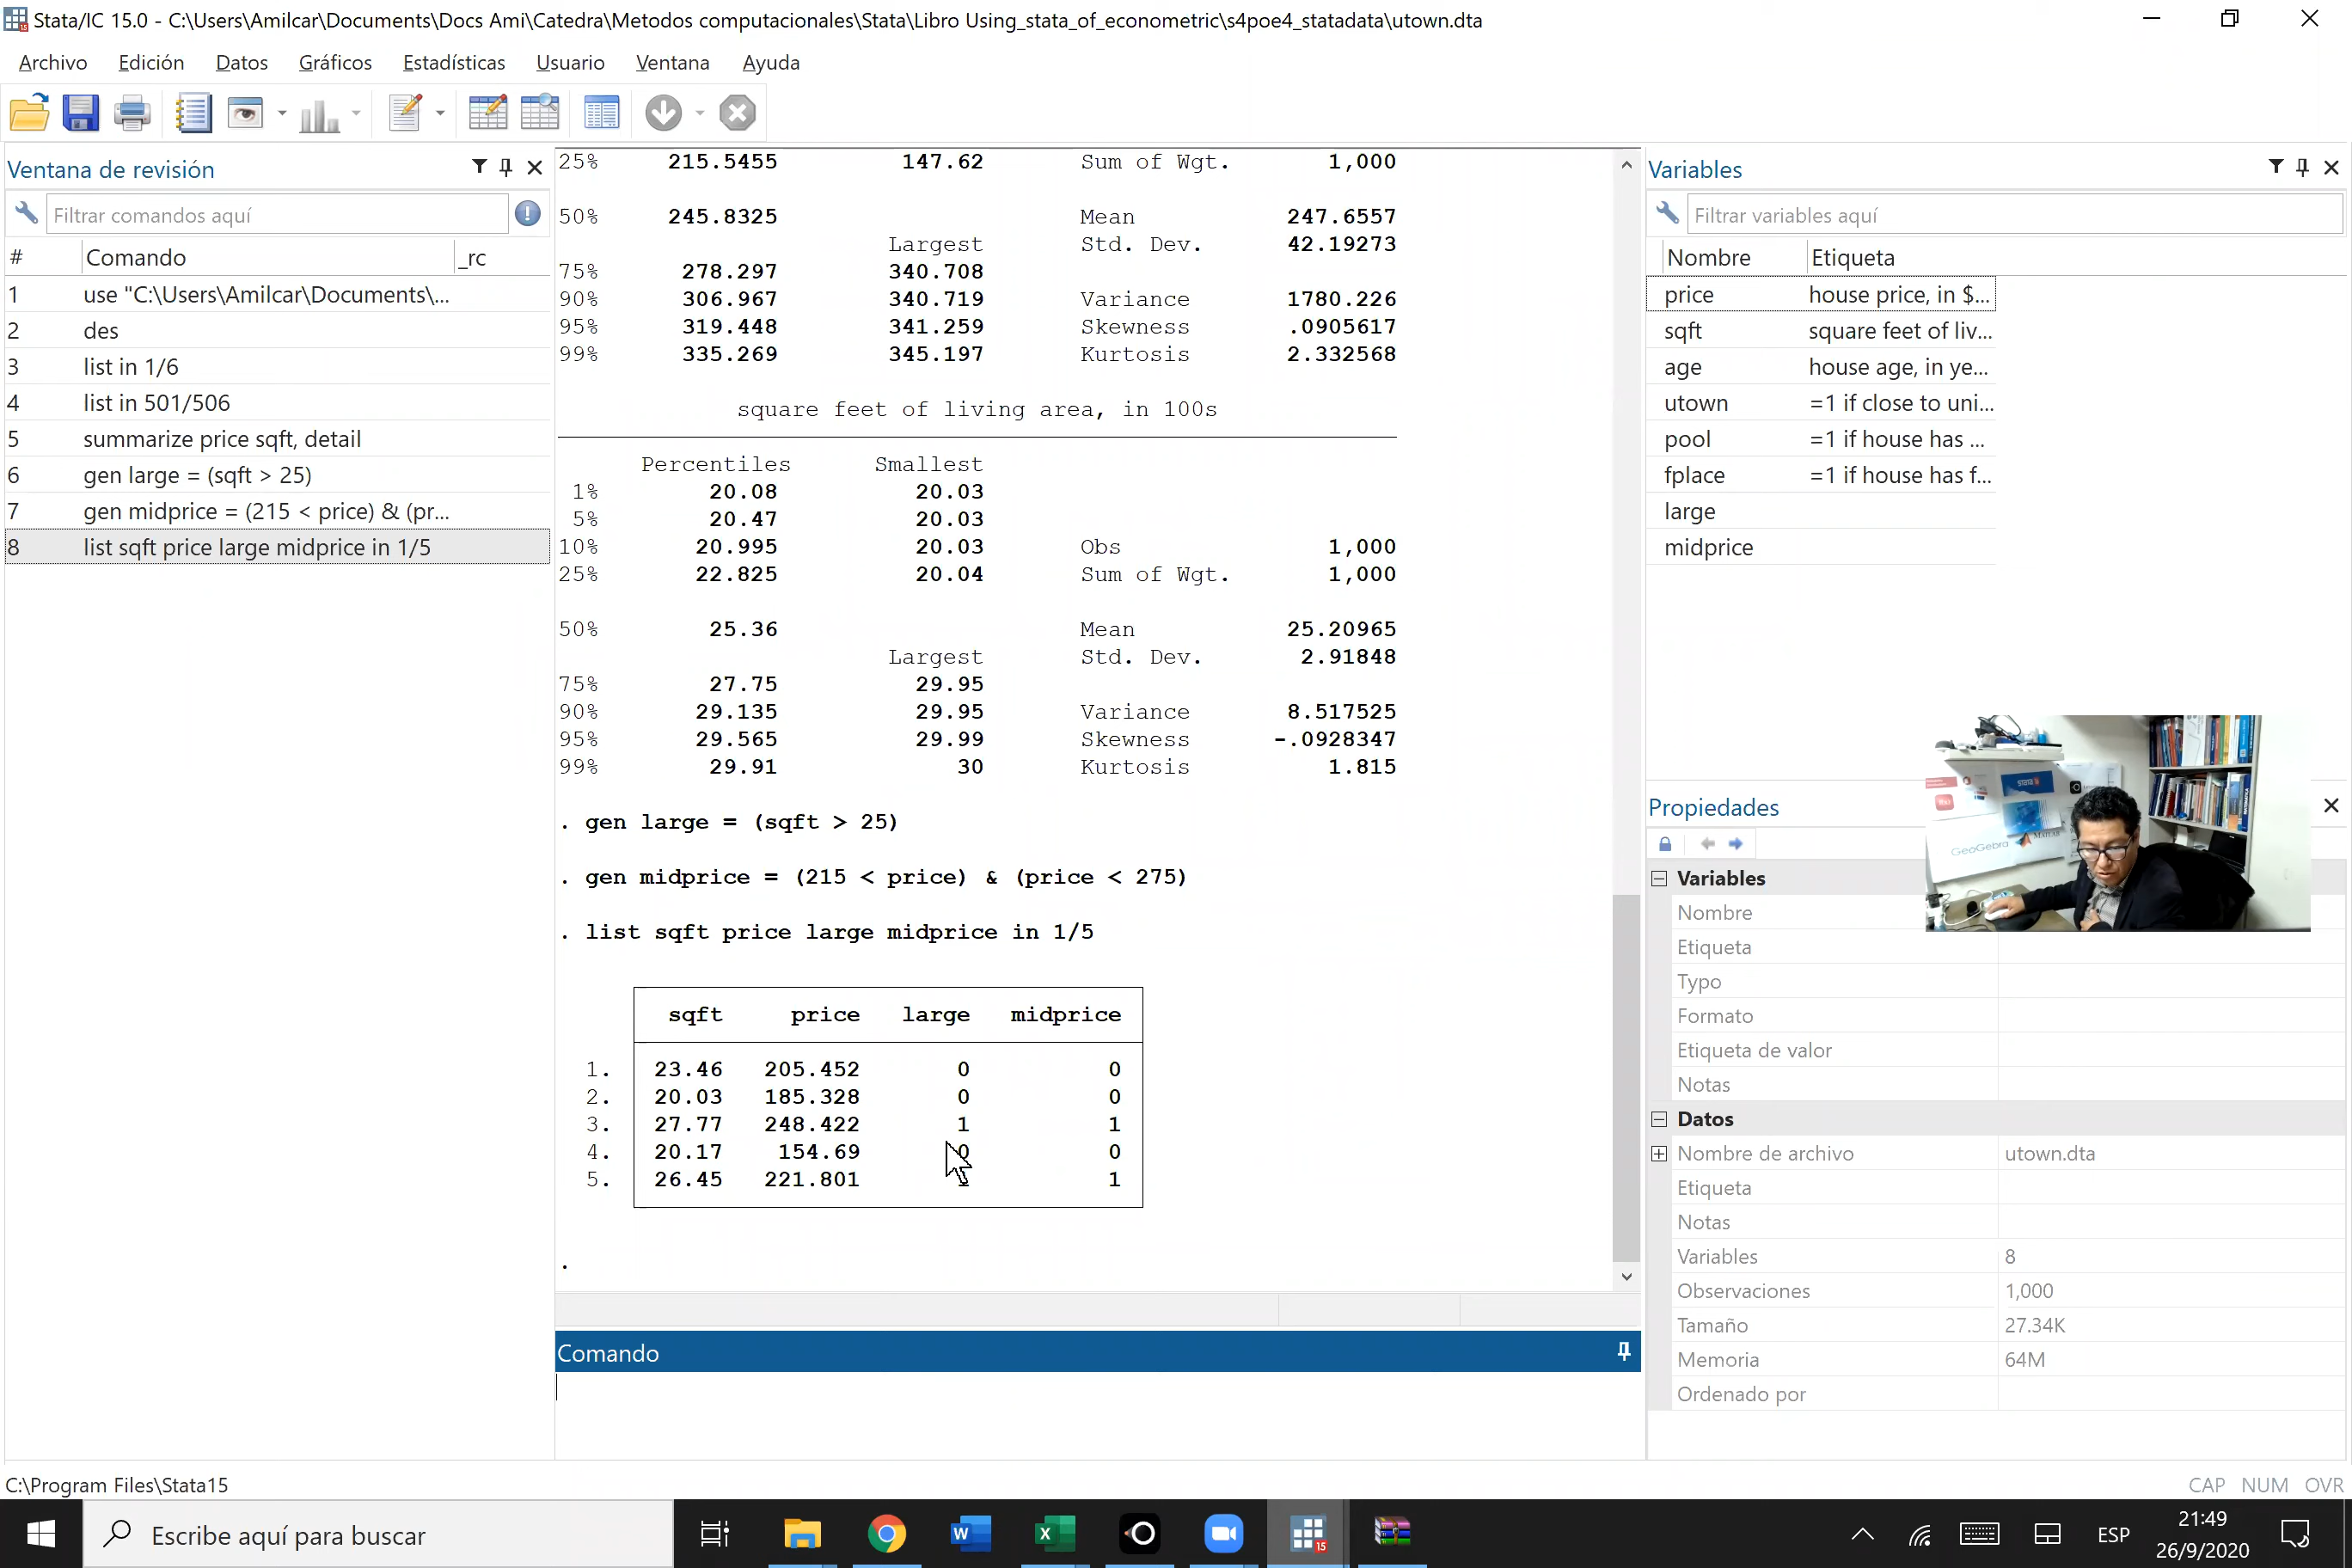 Stata/IC 15.0 - C:\Users\Amilcar\Documents\Docs Ami\Catedra\Metodos computacionales\Stata\Libro Using_stata_of_econometric\s4poe4_statadata\utown.dta
Archivo Edición Datos Gráficos Estadísticas Usuario Ventana Ayuda
Ventana de revisión
Filtrar comandos aquí
# Comando _rc
1 use "C:\Users\Amilcar\Documents\...
2 des
3 list in 1/6
4 list in 501/506
5 summarize price sqft, detail
6 gen large = (sqft > 25)
7 gen midprice = (215 < price) & (pr...
8 list sqft price large midprice in 1/5
25% 215.5455 147.62 Sum of Wgt. 1,000
50% 245.8325 Mean 247.6557
Largest Std. Dev. 42.19273
75% 278.297 340.708
90% 306.967 340.719 Variance 1780.226
95% 319.448 341.259 Skewness .0905617
99% 335.269 345.197 Kurtosis 2.332568
square feet of living area, in 100s
Percentiles Smallest
1% 20.08 20.03
5% 20.47 20.03
10% 20.995 20.03 Obs 1,000
25% 22.825 20.04 Sum of Wgt. 1,000
50% 25.36 Mean 25.20965
Largest Std. Dev. 2.91848
75% 27.75 29.95
90% 29.135 29.95 Variance 8.517525
95% 29.565 29.99 Skewness -.0928347
99% 29.91 30 Kurtosis 1.815
. gen large = (sqft > 25)
. gen midprice = (215 < price) & (price < 275)
. list sqft price large midprice in 1/5
sqft price large midprice
1. 23.46 205.452 0 0
2. 20.03 185.328 0 0
3. 27.77 248.422 1 1
4. 20.17 154.69 0 0
5. 26.45 221.801 1 1
.
Comando
Variables
Filtrar variables aquí
Nombre Etiqueta
price house price, in $...
sqft square feet of liv...
age house age, in ye...
utown =1 if close to uni...
pool =1 if house has ...
fplace =1 if house has f...
large
midprice
Propiedades
Variables
Nombre
Etiqueta
Typo
Formato
Etiqueta de valor
Notas
Datos
Nombre de archivo utown.dta
Etiqueta
Notas
Variables 8
Observaciones 1,000
Tamaño 27.34K
Memoria 64M
Ordenado por
GeoGebra
MATLAB
stata
C:\Program Files\Stata15
CAP NUM OVR
Escribe aquí para buscar
15
ESP
21:49
26/9/2020